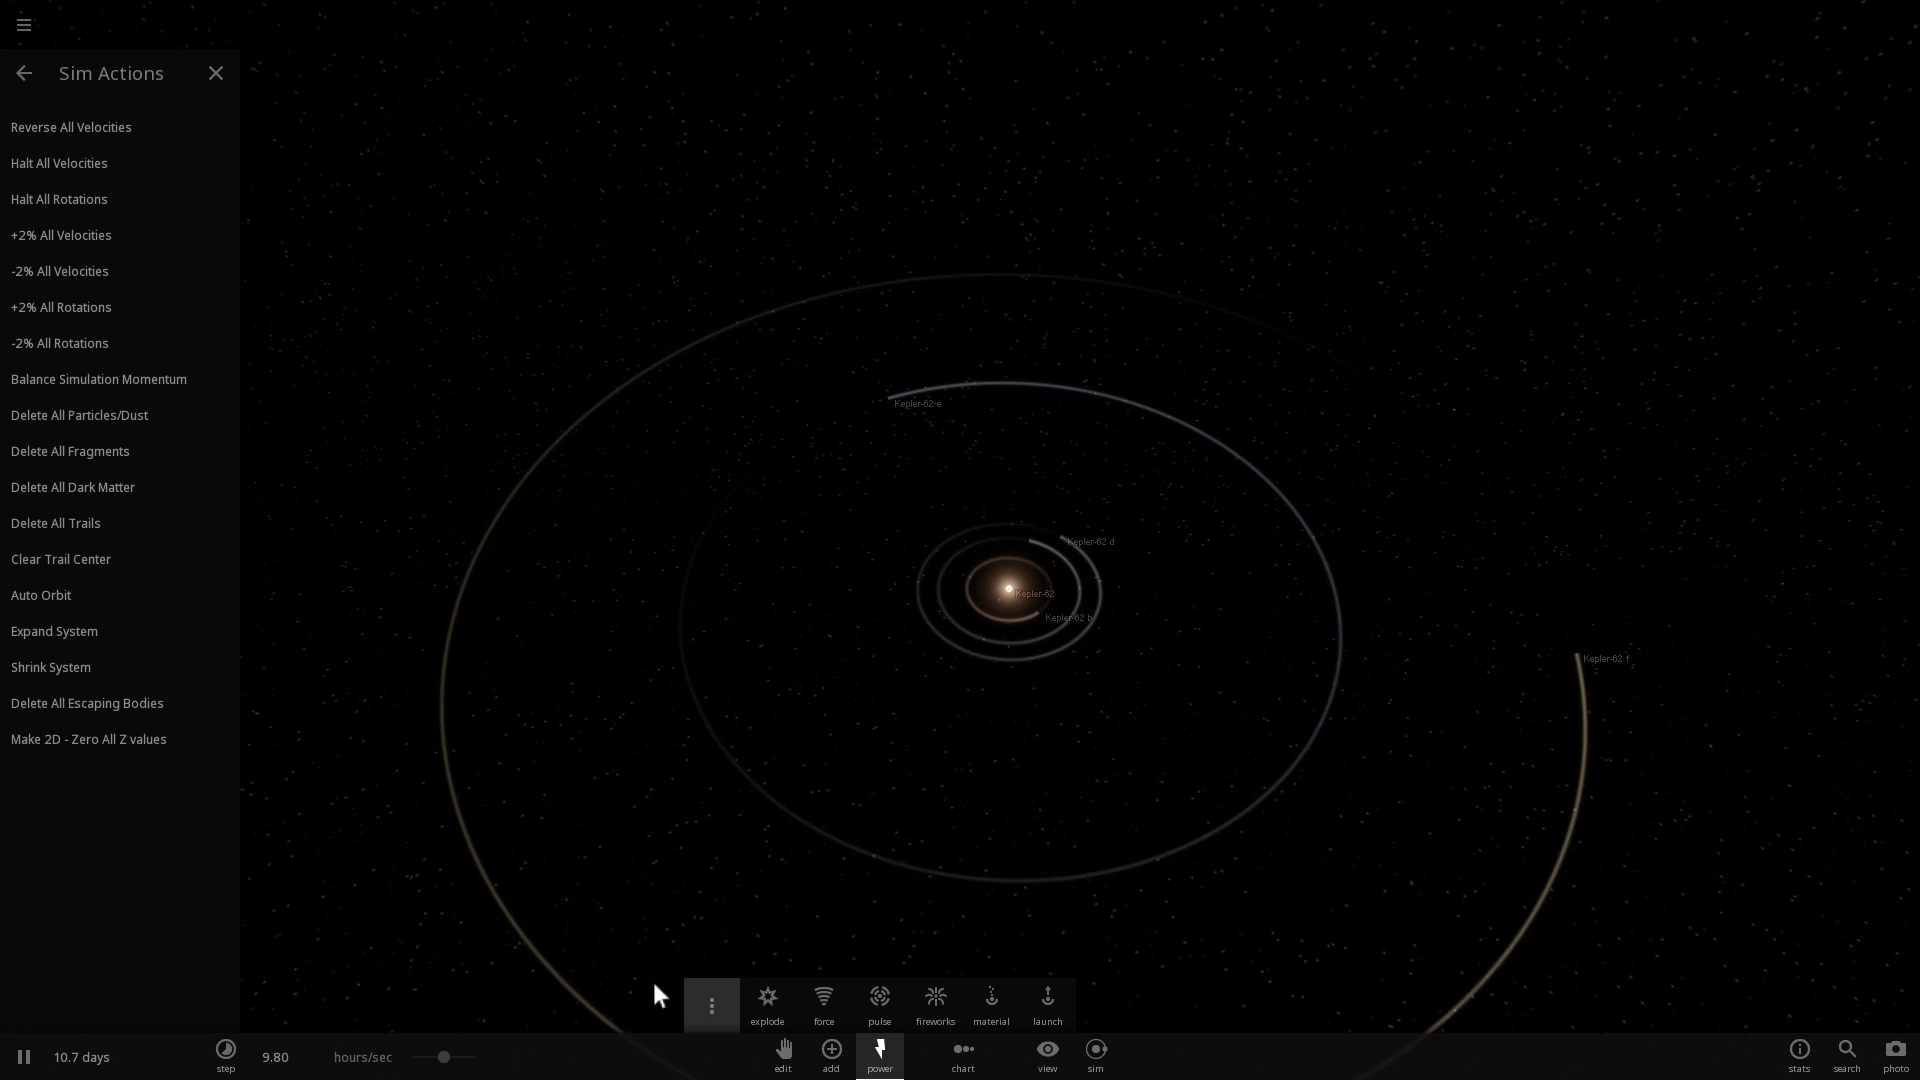 Sim Actions
Reverse All Velocities
Halt All Velocities
Halt All Rotations
+2% All Velocities
-2% All Velocities
+2% All Rotations
-2% All Rotations
Balance Simulation Momentum
Delete All Particles/Dust
Delete All Fragments
Delete All Dark Matter
Delete All Trails
Clear Trail Center
Auto Orbit
Expand System
Shrink System
Delete All Escaping Bodies
Make 2D - Zero All Z values
Kepler-62 e
Kepler-62 d
Kepler-62
Kepler-62 b
Kepler-62 f
explode
force
pulse
fireworks
material
launch
10.7 days
step
9.80
hours/sec
edit
add
power
chart
view
sim
stats
search
photo